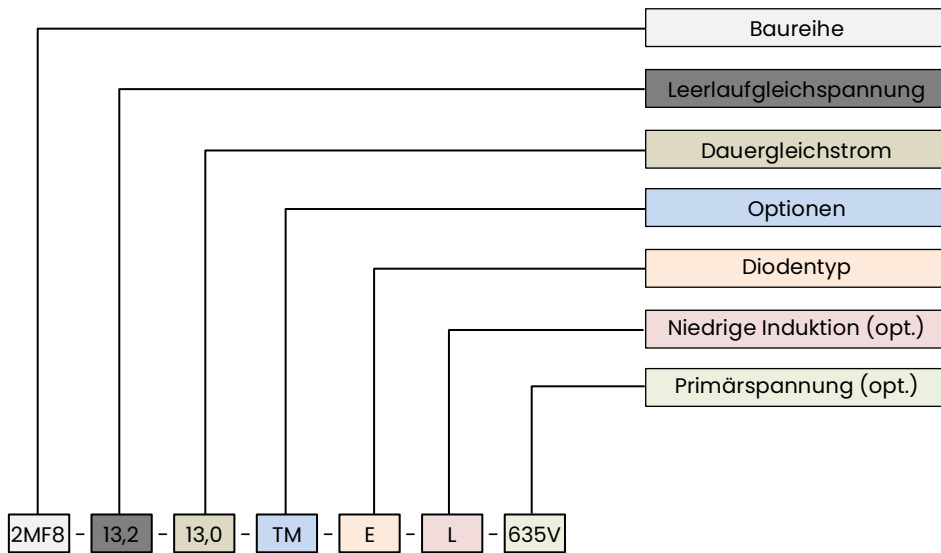 Baureihe
Leerlaufgleichspannung
Dauergleichstrom
Optionen
Diodentyp
Niedrige Induktion (opt.)
Primärspannung (opt.)
2MF8 - 13,2 - 13,0 - TM - E - L - 635V